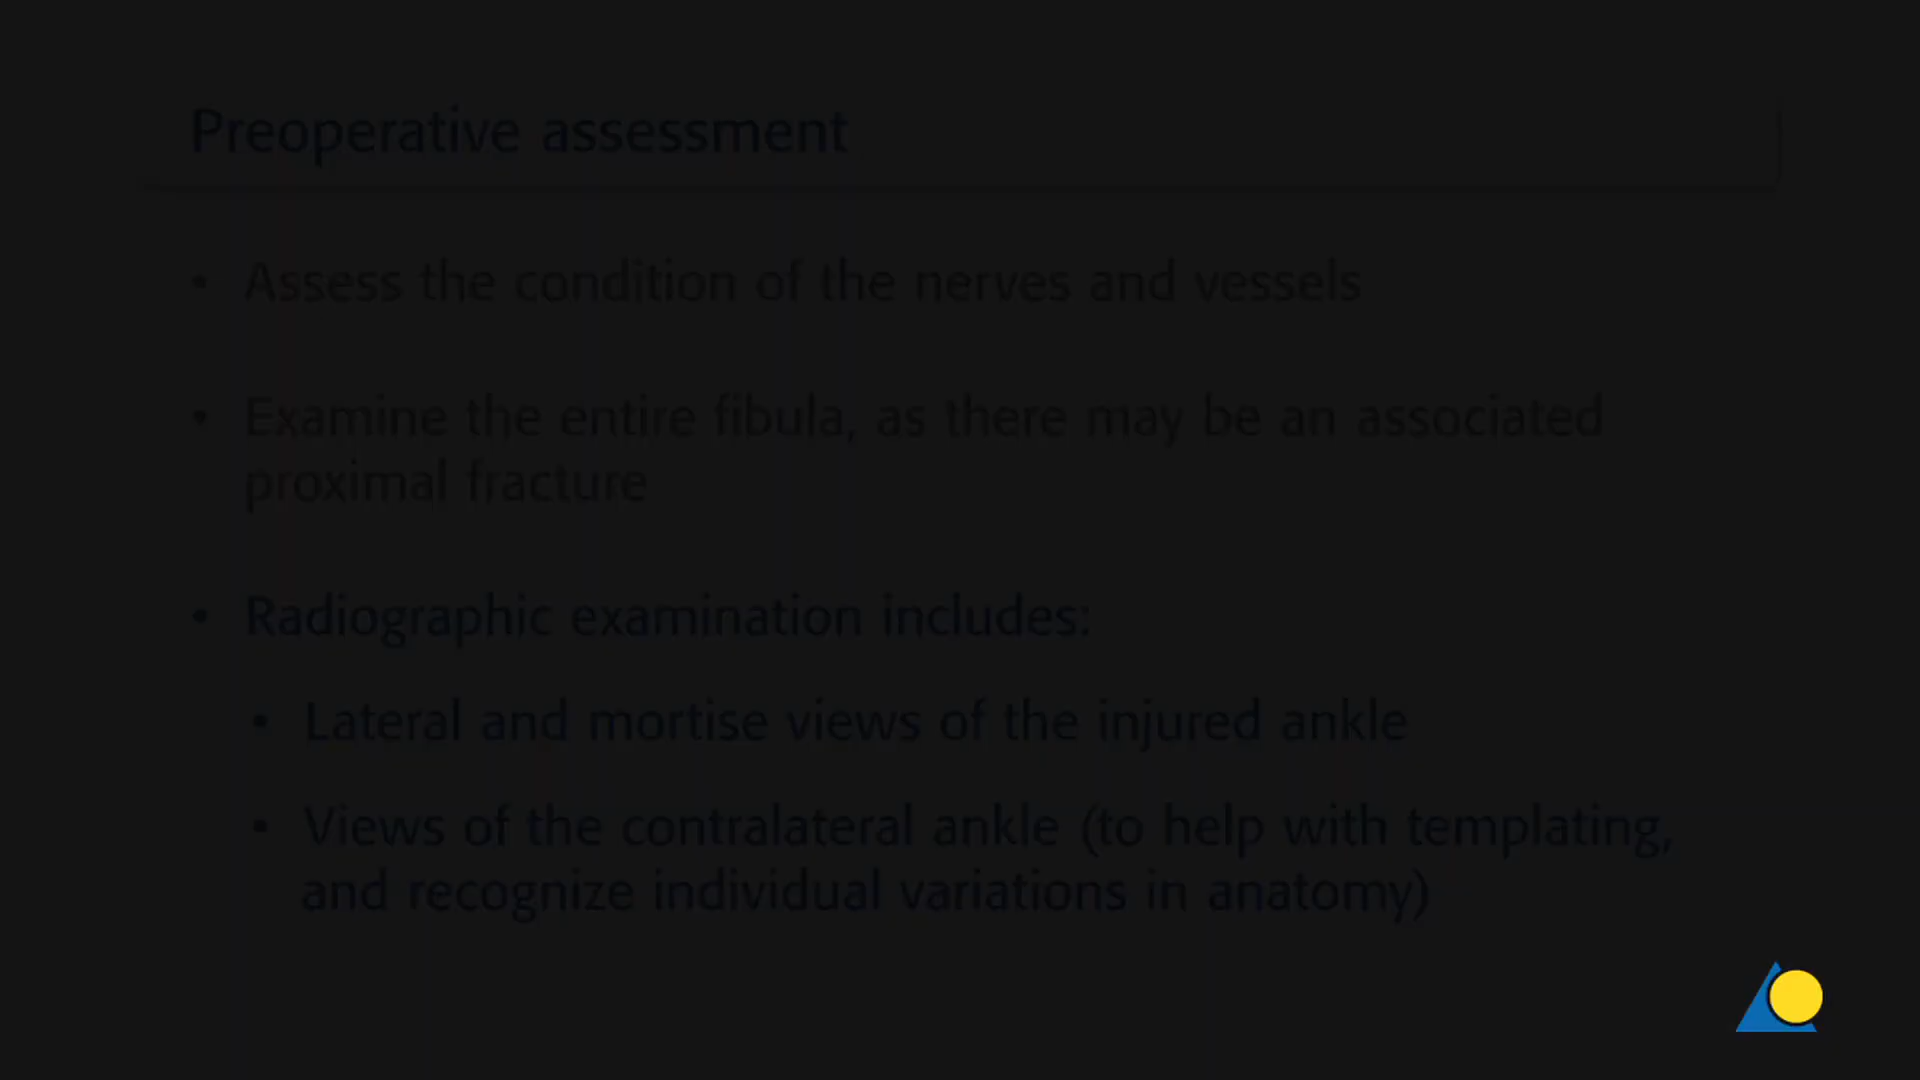 Preoperative assessment
• Assess the condition of the nerves and vessels
• Examine the entire fibula, as there may be an associated
proximal fracture
• Radiographic examination includes:
• Lateral and mortise views of the injured ankle
• Views of the contralateral ankle (to help with templating,
and recognize individual variations in anatomy)